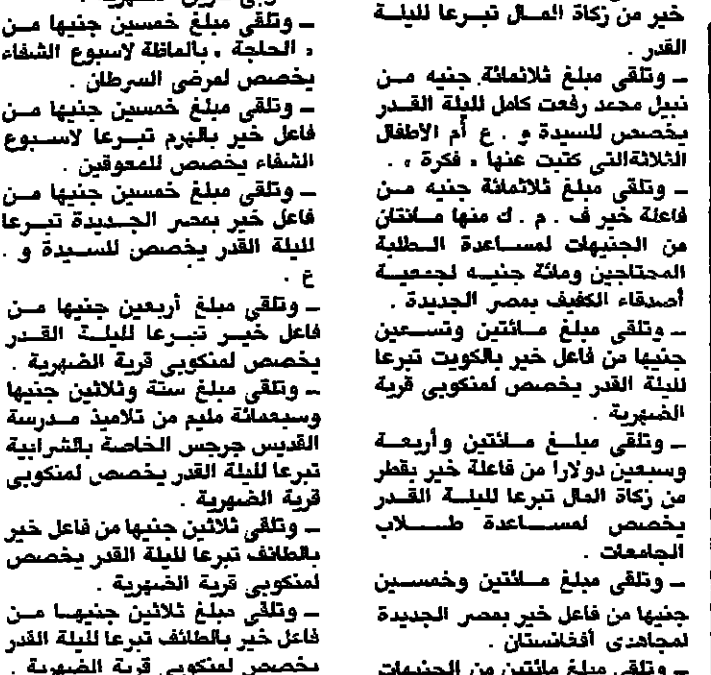 خير من زكاة المال تبرعا لليلة
القدر .
ـ وتلقى مبلغ ثلاثمائة جنيه من
نبيل محمد رفعت كامل لليلة القدر
يخصص للسيدة و . ع أم الأطفال
الثلاثة التى كتبت عنها « فكرة » .
ـ وتلقى مبلغ ثلاثمائة جنيه من
فاعلة خير ف . م . ك منها مائتان
من الجنيهات لمساعدة الطلبة
المحتاجين ومائة جنيه لجمعية
أصدقاء الكفيف بمصر الجديدة .
ـ وتلقى مبلغ مائتين وتسعين
جنيها من فاعل خير بالكويت تبرعا
لليلة القدر يخصص لمنكوبى قرية
الضهرية .
ـ وتلقى مبلغ مائتين وأربعة
وسبعين دولارا من فاعلة خير بقطر
من زكاة المال تبرعا لليلة القدر
يخصص لمساعدة طلاب
الجامعات .
ـ وتلقى مبلغ مائتين وخمسين
جنيها من فاعل خير بمصر الجديدة
لمجاهدى أفغانستان .
ـ وتلقى مبلغ مائتين من الجنيهات
ـ وتلقى مبلغ خمسين جنيها من
« الحاجة » بالماظة لاسبوع الشفاء
يخصص لمرضى السرطان .
ـ وتلقى مبلغ خمسين جنيها من
فاعل خير بالهرم تبرعا لاسبوع
الشفاء يخصص للمعوقين .
ـ وتلقى مبلغ خمسين جنيها من
فاعل خير بمصر الجديدة تبرعا
لليلة القدر يخصص للسيدة و .
ع .
ـ وتلقى مبلغ أربعين جنيها من
فاعل خير تبرعا لليلة القدر
يخصص لمنكوبى قرية الضهرية .
ـ وتلقى مبلغ ستة وثلاثين جنيها
وسبعمائة مليم من تلاميذ مدرسة
القديس جرجس الخاصة بالشرابية
تبرعا لليلة القدر يخصص لمنكوبى
قرية الضهرية .
ـ وتلقى ثلاثين جنيها من فاعل خير
بالطائف تبرعا لليلة القدر يخصص
لمنكوبى قرية الضهرية .
ـ وتلقى مبلغ ثلاثين جنيها من
فاعل خير بالطائف تبرعا لليلة القدر
يخصص لمنكوبى قرية الضهرية .